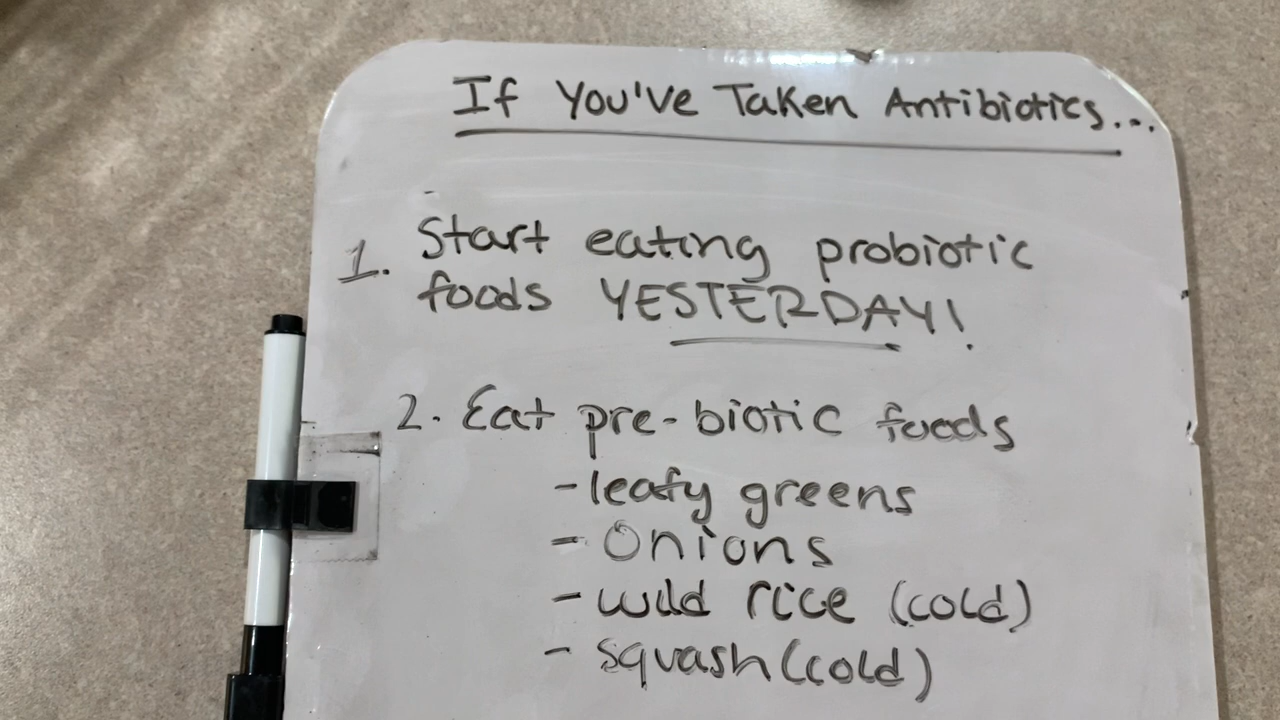 If You've Taken Antibiotics...
1. Start eating probiotic
foods YESTERDAY!
2. Eat pre-biotic foods
- leafy greens
- Onions
- wild rice (cold)
- squash (cold)